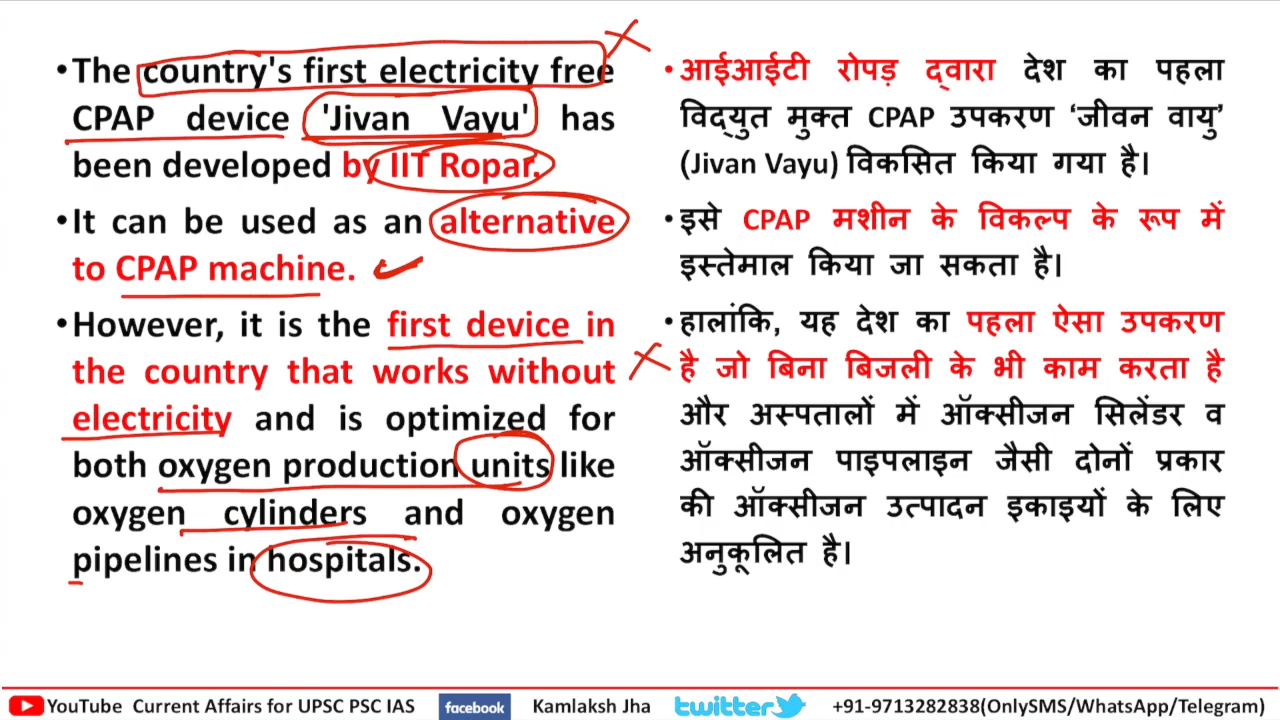 •The country's first electricity free
CPAP device 'Jivan Vayu' has
been developed by IIT Ropar.
•It can be used as an alternative
to CPAP machine.
•However, it is the first device in
the country that works without
electricity and is optimized for
both oxygen production units like
oxygen cylinders and oxygen
pipelines in hospitals.
•आईआईटी रोपड़ द्वारा देश का पहला
विद्युत मुक्त CPAP उपकरण ‘जीवन वायु’
(Jivan Vayu) विकसित किया गया है।
•इसे CPAP मशीन के विकल्प के रूप में
इस्तेमाल किया जा सकता है।
•हालांकि, यह देश का पहला ऐसा उपकरण
है जो बिना बिजली के भी काम करता है
और अस्पतालों में ऑक्सीजन सिलेंडर व
ऑक्सीजन पाइपलाइन जैसी दोनों प्रकार
की ऑक्सीजन उत्पादन इकाइयों के लिए
अनुकूलित है।
YouTube Current Affairs for UPSC PSC IAS facebook Kamlaksh Jha twitter +91-9713282838(OnlySMS/WhatsApp/Telegram)